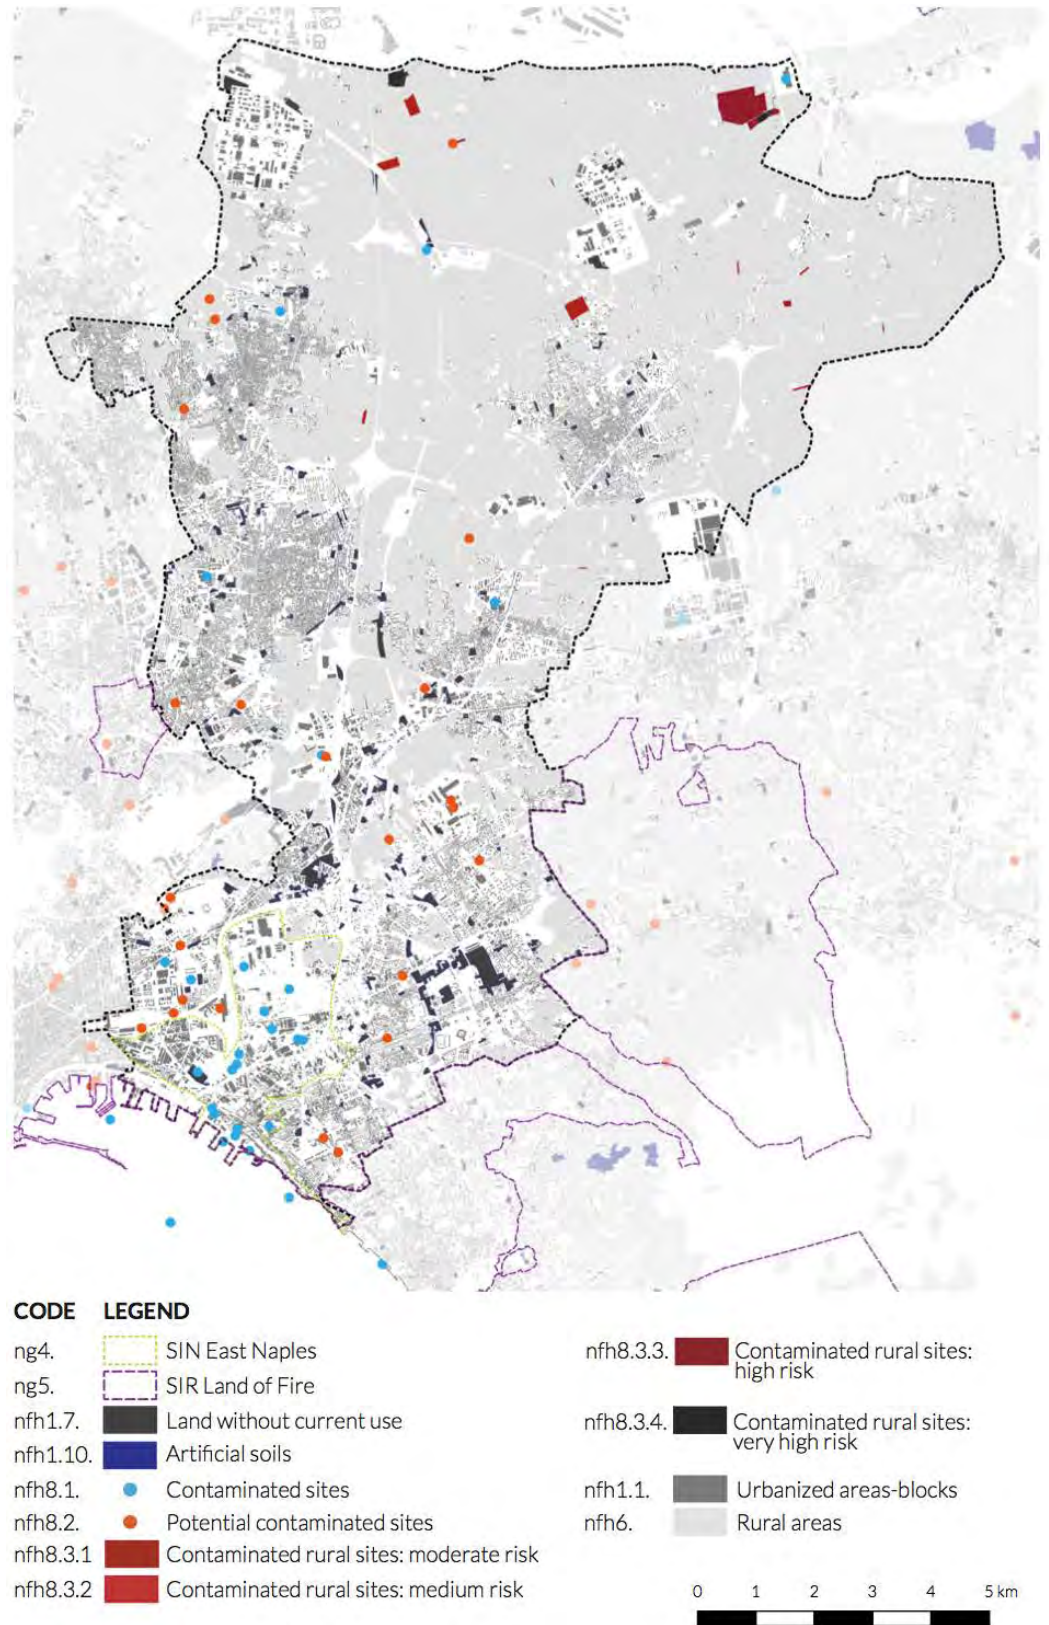 CODE LEGEND
ng4. SIN East Naples
ng5. SIR Land of Fire
nfh1.7. Land without current use
nfh1.10. Artificial soils
nfh8.1. Contaminated sites
nfh8.2. Potential contaminated sites
nfh8.3.1 Contaminated rural sites: moderate risk
nfh8.3.2 Contaminated rural sites: medium risk
nfh8.3.3. Contaminated rural sites:
high risk
nfh8.3.4. Contaminated rural sites:
very high risk
nfh1.1. Urbanized areas-blocks
nfh6. Rural areas
0 1 2 3 4 5 km